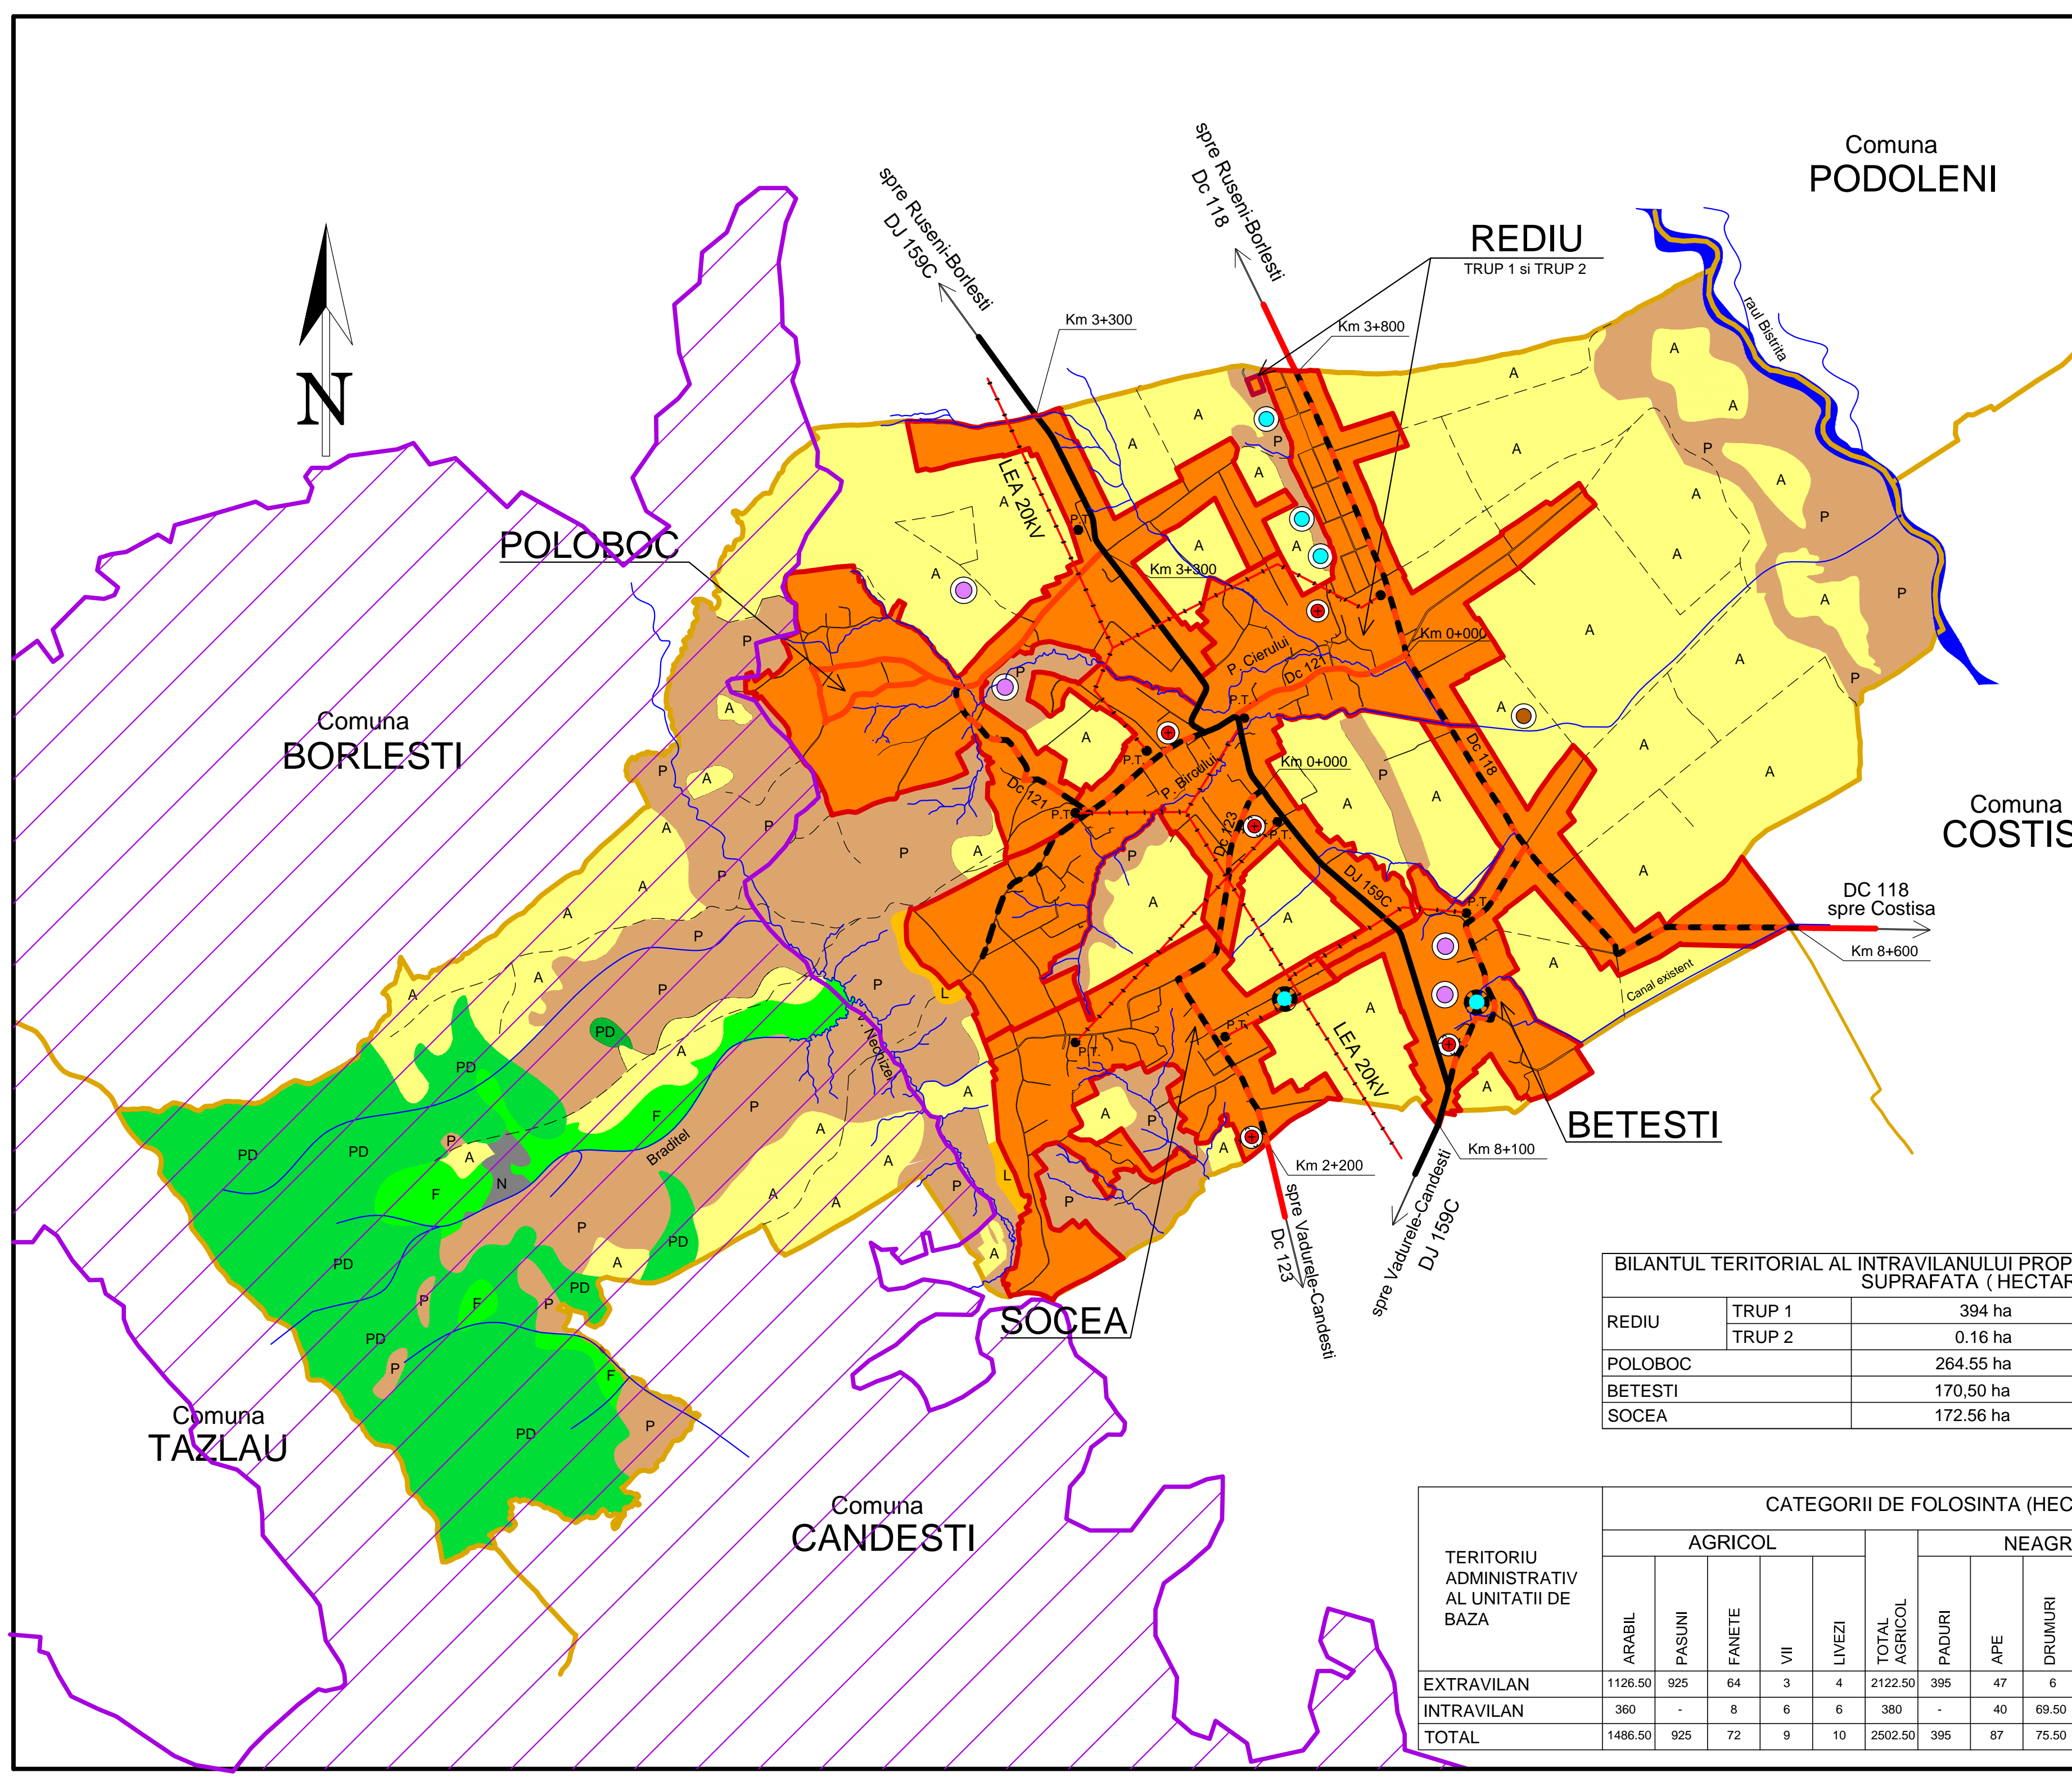 Comuna
PODOLENI
spre Ruseni-Borlesti
Dc 118
spre Ruseni-Borlesti
DJ 159C
REDIU
TRUP 1 si TRUP 2
Km 3+300
Km 3+800
raul Bistrita
N
LEA 20kV
P.T.
POLOBOC
Km 3+300
Km 0+000
P. Cierului
Dc 121
P.T.
Comuna
BORLESTI
Dc 118
P.T.
P. Bircului
Km 0+000
Dc 121
P.T.
Dc 123
P.T.
Comuna
COSTIS
DJ 159C
P.T.
DC 118
spre Costisa
Km 8+600
Canal existent
Nechizel
P.T.
P.T.
LEA 20kV
Braditel
BETESTI
Km 8+100
Km 2+200
spre Vadurele-Candesti
Dc 123
spre Vadurele-Candesti
DJ 159C
SOCEA
Comuna
TAZLAU
Comuna
CANDESTI
A
P
PD
F
N
L
BILANTUL TERITORIAL AL INTRAVILANULUI PROP
SUPRAFATA ( HECTAR
REDIU TRUP 1 394 ha
TRUP 2 0.16 ha
POLOBOC 264.55 ha
BETESTI 170,50 ha
SOCEA 172.56 ha
CATEGORII DE FOLOSINTA (HEC
AGRICOL NEAGR
TERITORIU
ADMINISTRATIV
AL UNITATII DE
BAZA
ARABIL PASUNI FANETE VII LIVEZI TOTAL AGRICOL PADURI APE DRUMURI
EXTRAVILAN 1126.50 925 64 3 4 2122.50 395 47 6
INTRAVILAN 360 - 8 6 6 380 - 40 69.50
TOTAL 1486.50 925 72 9 10 2502.50 395 87 75.50